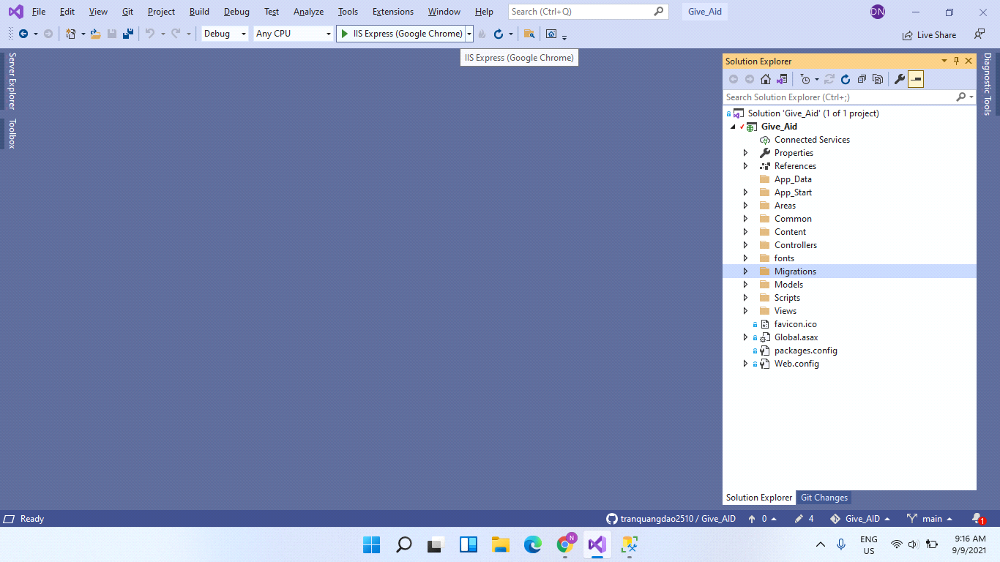 File Edit View Git Project Build Debug Test Analyze Tools Extensions Window Help Search (Ctrl+Q) Give_Aid DN
Debug Any CPU IIS Express (Google Chrome) Live Share
IIS Express (Google Chrome)
Server Explorer
Toolbox
Solution Explorer
Search Solution Explorer (Ctrl+;)
Solution 'Give_Aid' (1 of 1 project)
Give_Aid
Connected Services
Properties
References
App_Data
App_Start
Areas
Common
Content
Controllers
fonts
Migrations
Models
Scripts
Views
favicon.ico
Global.asax
packages.config
Web.config
Diagnostic Tools
Solution Explorer Git Changes
Ready tranquangdao2510 / Give_AID 0 4 Give_AID main 1
N
ENG
US
9:16 AM
9/9/2021